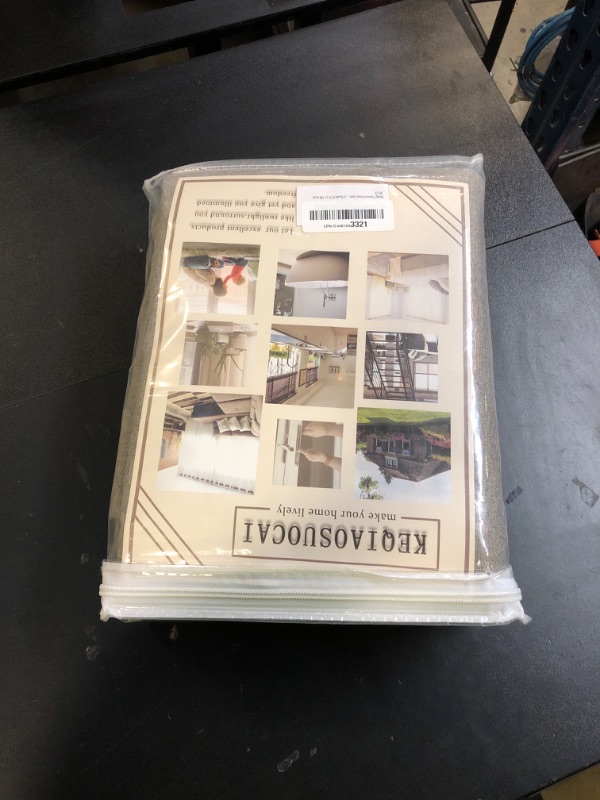 KEQIAOSUOCAI
make your home lively
Let our excellent products,
like sunlight surround you
and yet give you illumined
freedom.
3321